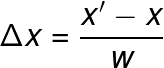 Δx = (x′ − x) / w